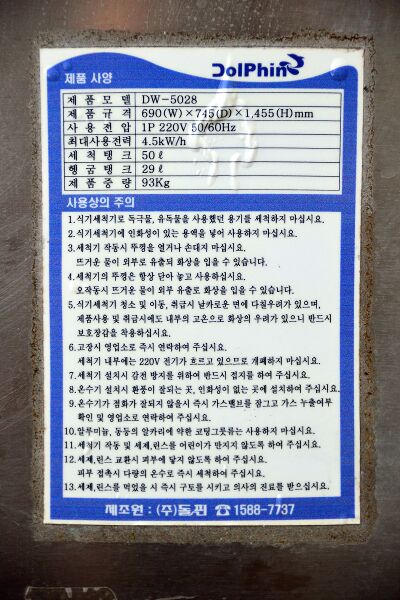 DolPhin
제품 사양
제 품 모 델 DW-5028
제 품 규 격 690(W)×745(D)×1,455(H)mm
사 용 전 압 1P 220V 50/60Hz
최대사용전력 4.5kW/h
세 척 탱 크 50ℓ
헹 굼 탱 크 29ℓ
제 품 중 량 93Kg
사용상의 주의
1. 식기세척기로 독극물, 유독물을 사용했던 용기를 세척하지 마십시요.
2. 식기세척기에 인화성이 있는 용액을 넣어 사용하지 마십시요.
3. 세척기 작동시 뚜껑을 열거나 손대지 마십시요.
뜨거운 물이 외부로 유출돼 화상을 입을 수 있습니다.
4. 세척기의 뚜껑은 항상 닫아 놓고 사용하십시요.
오작동시 뜨거운 물이 외부 유출로 화상을 입을 수 있습니다.
5. 식기세척기 청소 및 이동, 취급시 날카로운 면에 다칠우려가 있으며,
제품사용 및 취급시에도 내부의 고온으로 화상의 우려가 있으니 반드시
보호장갑을 착용하십시요.
6. 고장시 영업소로 즉시 연락하여 주십시요.
세척기 내부에는 220V 전기가 흐르고 있으므로 개폐하지 마십시요.
7. 세척기 설치시 감전 방지를 위하여 반드시 접지를 하여 주십시요.
8. 온수기 설치시 환풍이 잘되는 곳, 인화성이 없는 곳에 설치하여 주십시요.
9. 온수기가 점화가 잘되지 않을시 즉시 가스밸브를 잠그고 가스 누출여부
확인 및 영업소로 연락하여 주십시요.
10. 알루미늄, 동등의 알카리에 약한 코팅그릇류는 사용하지 마십시요.
11. 세척기 작동 및 세제,린스를 어린이가 만지지 않도록 하여 주십시요.
12. 세제,린스 교환시 피부에 닿지 않도록 하여 주십시요.
피부 접촉시 다량의 온수로 즉시 세척하여 주십시요.
13. 세제,린스를 먹었을 시 즉시 구토를 시키고 의사의 진료를 받으십시요.
제조원 : (주)돌핀 ☎1588-7737